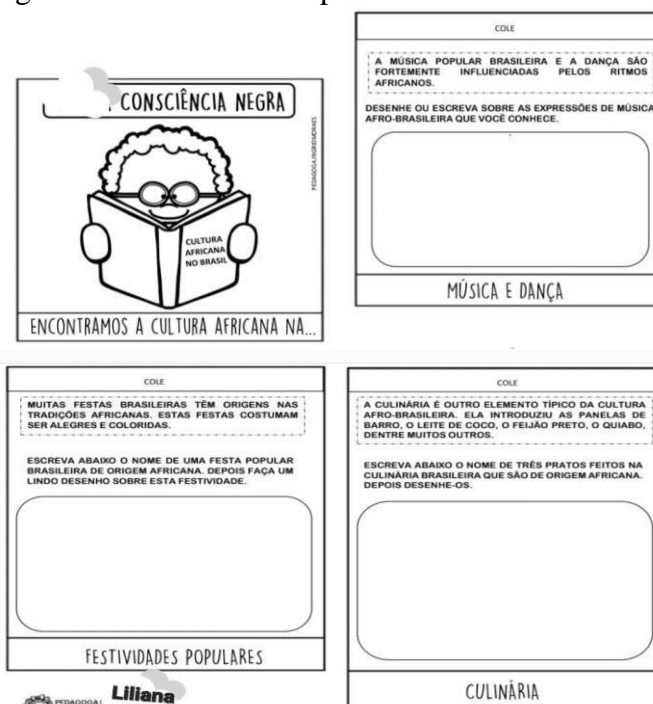 CONSCIÊNCIA NEGRA
PEDAGOGA INGRID MORAES
CULTURA
AFRICANA
NO BRASIL
ENCONTRAMOS A CULTURA AFRICANA NA...
COLE
A MÚSICA POPULAR BRASILEIRA E A DANÇA SÃO
FORTEMENTE INFLUENCIADAS PELOS RITMOS
AFRICANOS.
DESENHE OU ESCREVA SOBRE AS EXPRESSÕES DE MÚSICA
AFRO-BRASILEIRA QUE VOCÊ CONHECE.
MÚSICA E DANÇA
COLE
MUITAS FESTAS BRASILEIRAS TÊM ORIGENS NAS
TRADIÇÕES AFRICANAS. ESTAS FESTAS COSTUMAM
SER ALEGRES E COLORIDAS.
ESCREVA ABAIXO O NOME DE UMA FESTA POPULAR
BRASILEIRA DE ORIGEM AFRICANA. DEPOIS FAÇA UM
LINDO DESENHO SOBRE ESTA FESTIVIDADE.
FESTIVIDADES POPULARES
PEDAGOGA
Liliana
COLE
A CULINÁRIA É OUTRO ELEMENTO TÍPICO DA CULTURA
AFRO-BRASILEIRA. ELA INTRODUZIU AS PANELAS DE
BARRO, O LEITE DE COCO, O FEIJÃO PRETO, O QUIABO,
DENTRE MUITOS OUTROS.
ESCREVA ABAIXO O NOME DE TRÊS PRATOS FEITOS NA
CULINÁRIA BRASILEIRA QUE SÃO DE ORIGEM AFRICANA.
DEPOIS DESENHE-OS.
CULINÁRIA